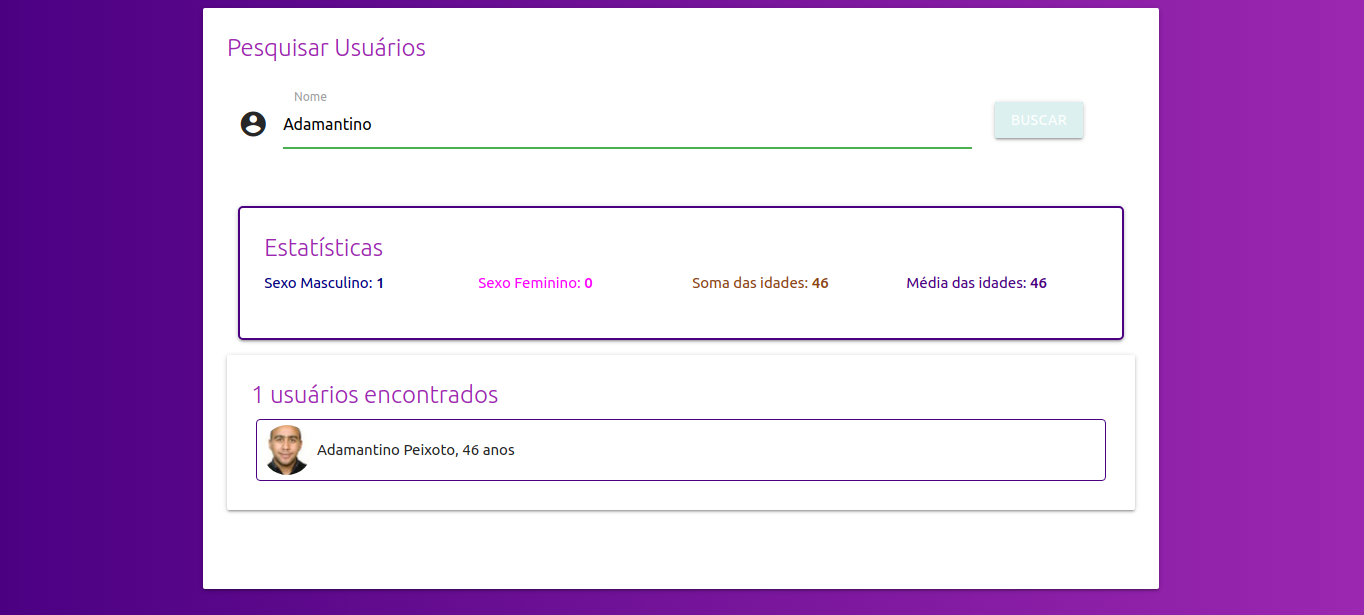 Pesquisar Usuários
Nome
Adamantino
BUSCAR
Estatísticas
Sexo Masculino: 1
Sexo Feminino: 0
Soma das idades: 46
Média das idades: 46
1 usuários encontrados
Adamantino Peixoto, 46 anos